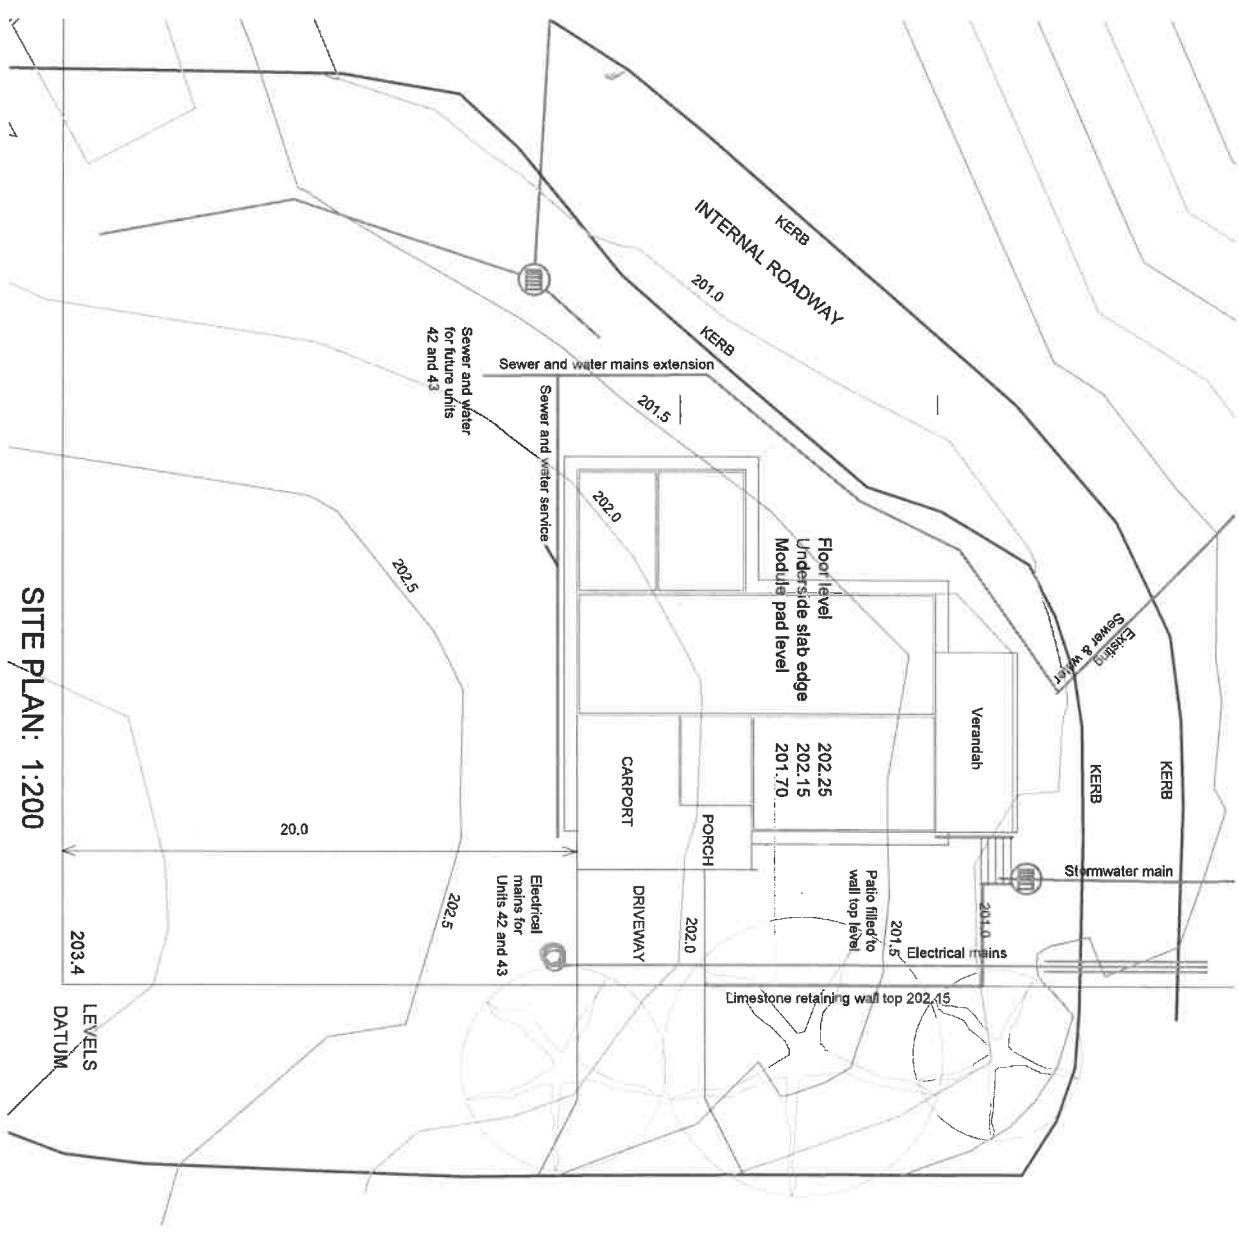 INTERNAL ROADWAY
KERB
KERB
201.0
Sewer and water mains extension
Sewer and water
for future units
42 and 43
Sewer and water service
201.5
202.0
202.5
Floor level
Underside slab edge
Module pad level
202.25
202.15
201.70
Existing
Sewer & water
Verandah
KERB
KERB
CARPORT
PORCH
DRIVEWAY
Stormwater main
Patio filled to
wall top level
201.0
201.5
202.0
202.5
Electrical mains
Electrical
mains for
Units 42 and 43
Limestone retaining wall top 202.15
20.0
203.4
LEVELS
DATUM
SITE PLAN: 1:200